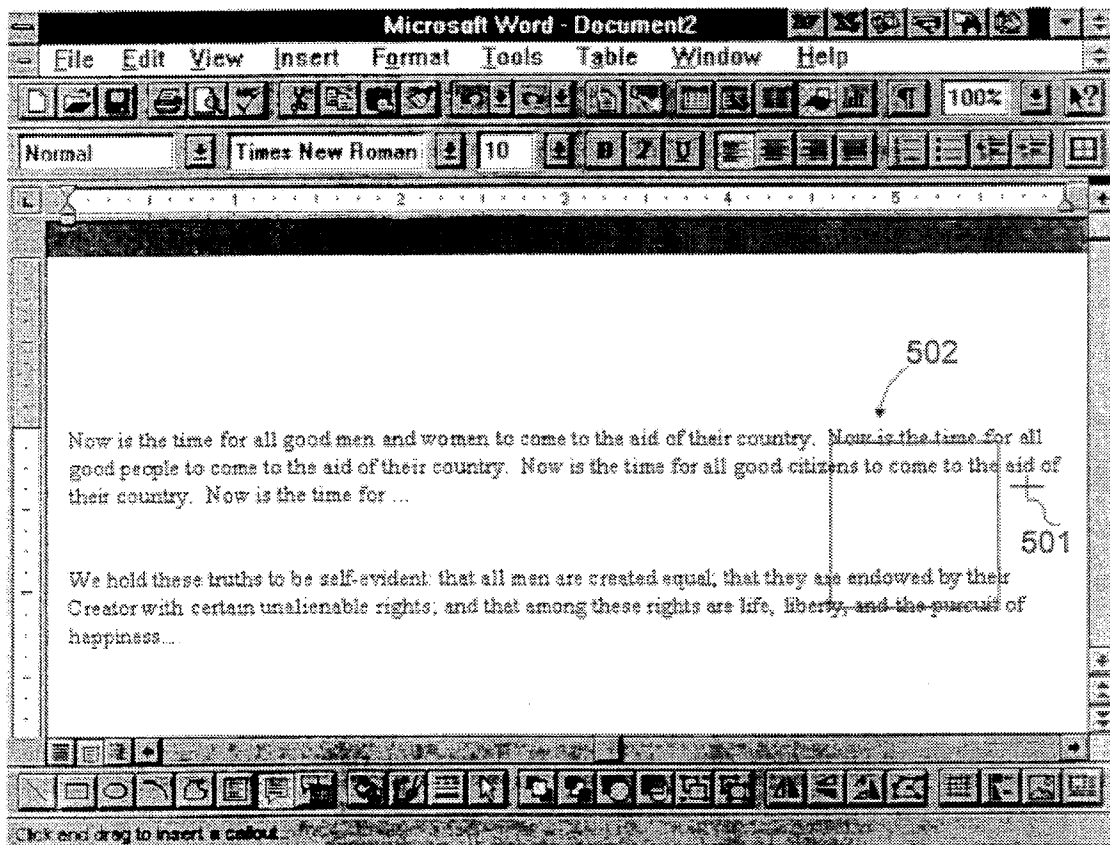 Microsoft Word - Document2
File Edit View Insert Format Tools Table Window Help
100%
Normal Times New Roman 10 B I U
1 2 3 4 5
502
Now is the time for all good men and women to come to the aid of their country. Now is the time for all
good people to come to the aid of their country. Now is the time for all good citizens to come to the aid of
their country. Now is the time for ...
501
We hold these truths to be self-evident: that all men are created equal; that they are endowed by their
Creator with certain unalienable rights; and that among these rights are life, liberty, and the pursuit of
happiness...
Click and drag to insert a callout.